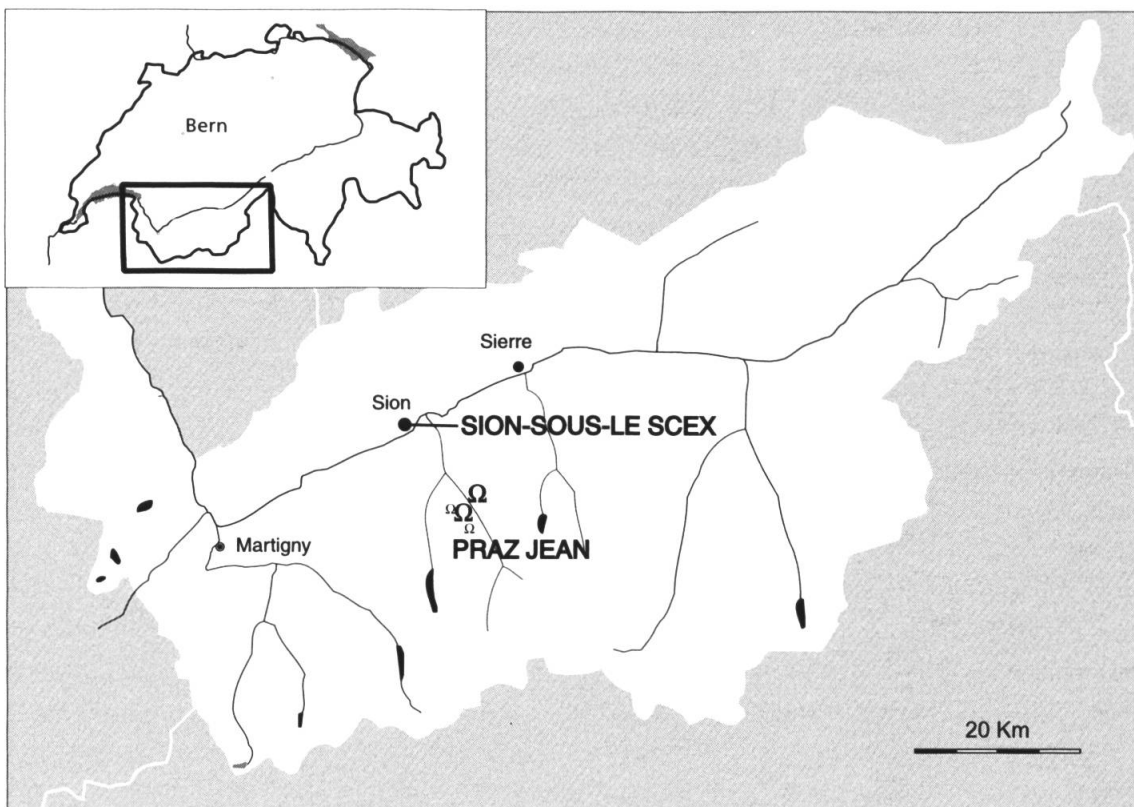 Bern
Sierre
Sion
SION-SOUS-LE SCEX
Ω
Ω Ω
Ω
PRAZ JEAN
Martigny
20 Km